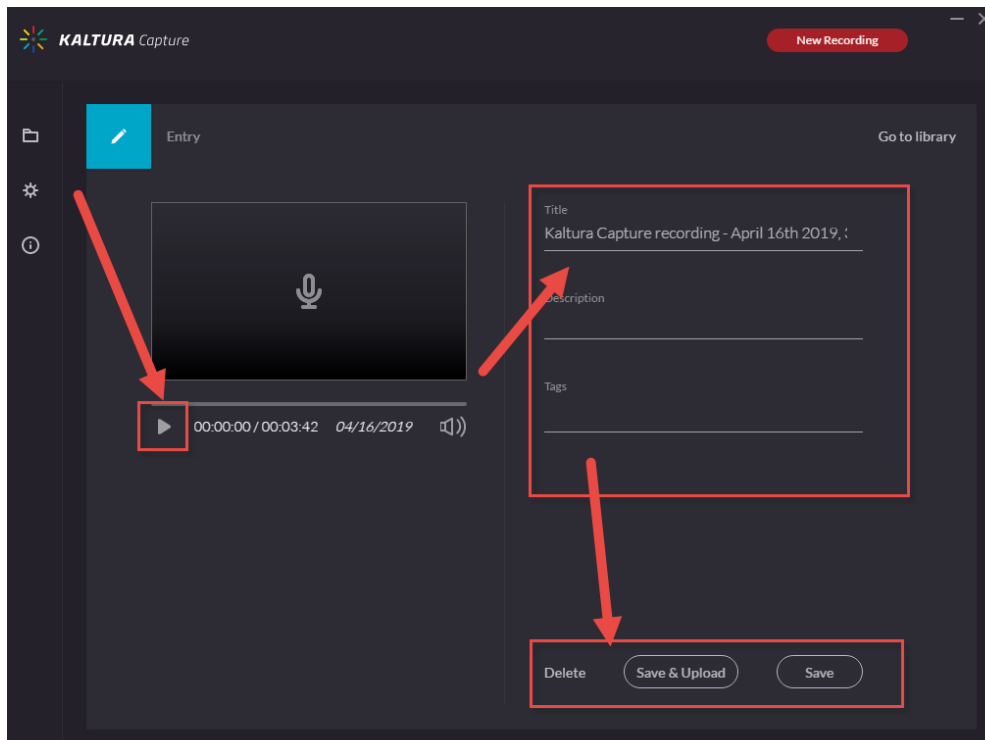 KALTURA Capture
New Recording
Entry
Go to library
Title
Kaltura Capture recording - April 16th 2019,
Description
Tags
00:00:00 / 00:03:42 04/16/2019
Delete
Save & Upload
Save